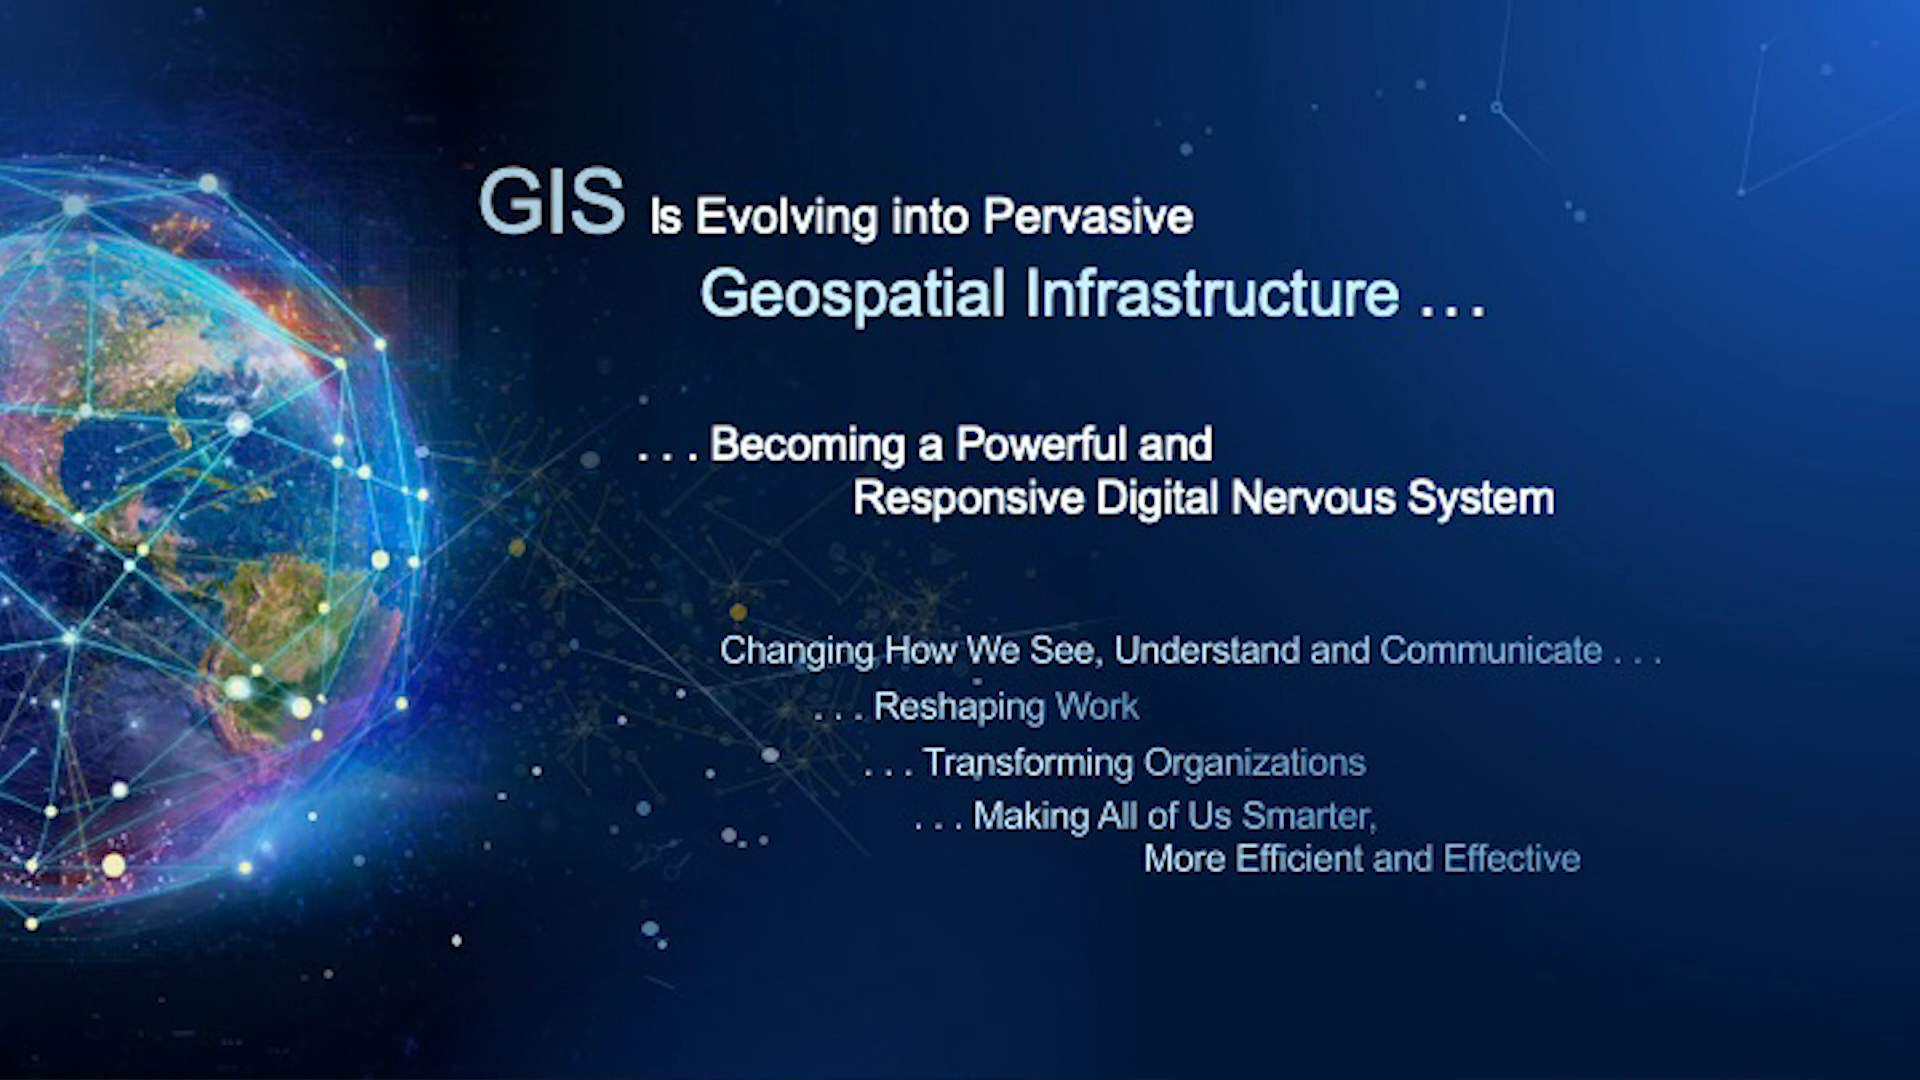 GIS Is Evolving into Pervasive
Geospatial Infrastructure . . .
. . . Becoming a Powerful and
Responsive Digital Nervous System
Changing How We See, Understand and Communicate . . .
. . . Reshaping Work
. . . Transforming Organizations
. . . Making All of Us Smarter,
More Efficient and Effective